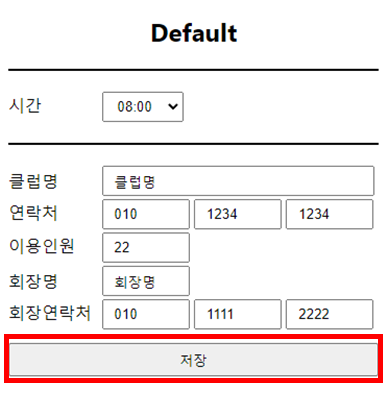 Default
시간 08:00
클럽명 클럽명
연락처 010 1234 1234
이용인원 22
회장명 회장명
회장연락처 010 1111 2222
저장